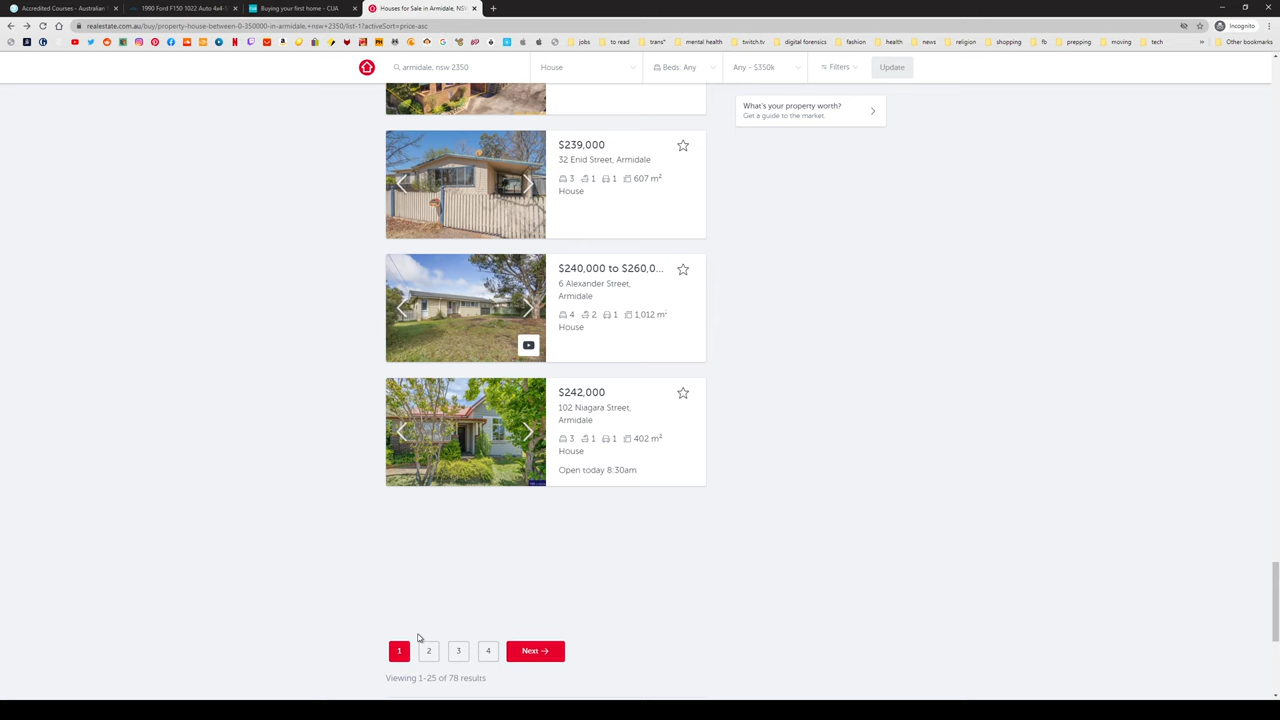 Accredited Courses - Australian
1990 Ford F150 1022 Auto 4x4-S
Buying your first home - CUA
Houses for Sale in Armidale, NSW
realestate.com.au/buy/property-house-between-0-350000-in-armidale,+nsw+2350/list-1?activeSort=price-asc
Incognito
jobs
to read
trans*
mental health
twitch.tv
digital forensics
fashion
health
news
religion
shopping
fb
prepping
moving
tech
Other bookmarks
armidale, nsw 2350
House
Beds: Any
Any - $350k
Filters
Update
What's your property worth?
Get a guide to the market.
$239,000
32 Enid Street, Armidale
3 1 1 607 m²
House
$240,000 to $260,0...
6 Alexander Street,
Armidale
4 2 1 1,012 m²
House
$242,000
102 Niagara Street,
Armidale
3 1 1 402 m²
House
Open today 8:30am
1 2 3 4 Next →
Viewing 1-25 of 78 results